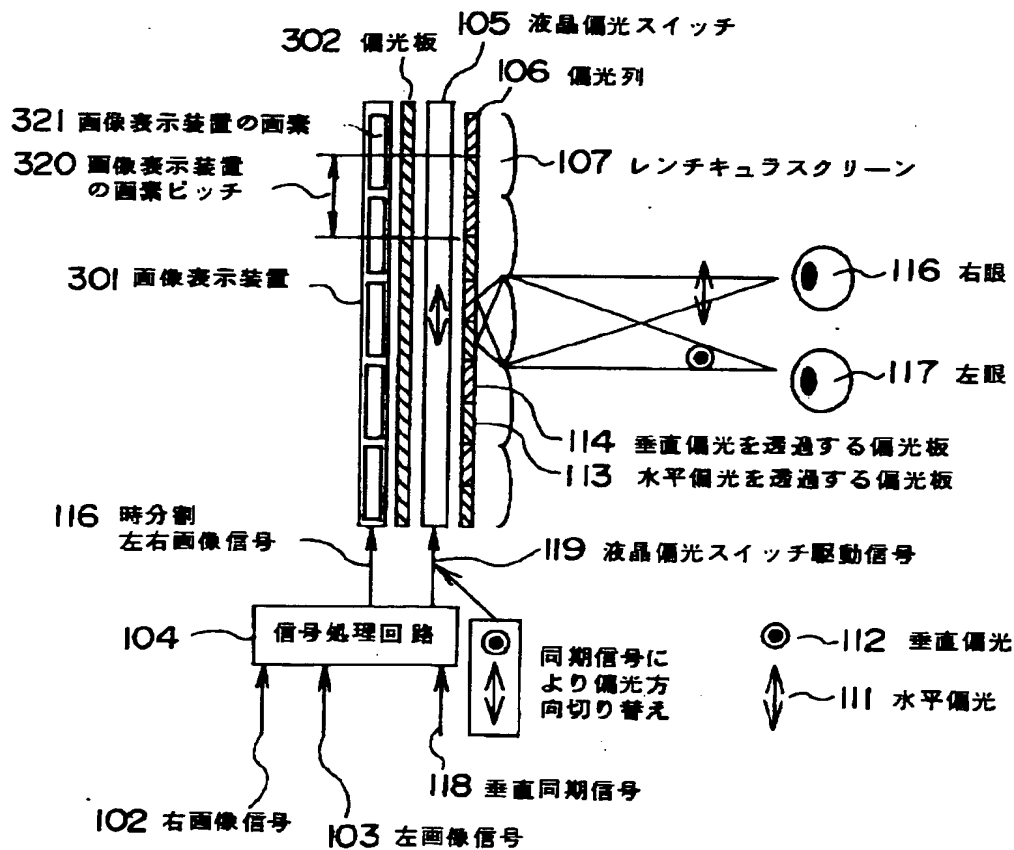 105 液晶偏光スイッチ
302 偏光板
106 偏光列
321 画像表示装置の画素
107 レンチキュラスクリーン
320 画像表示装置
の画素ピッチ
301 画像表示装置
116 右眼
117 左眼
114 垂直偏光を透過する偏光板
113 水平偏光を透過する偏光板
116 時分割
左右画像信号
119 液晶偏光スイッチ駆動信号
104 信号処理回路
同期信号に
より偏光方
向切り替え
112 垂直偏光
111 水平偏光
118 垂直同期信号
102 右画像信号
103 左画像信号